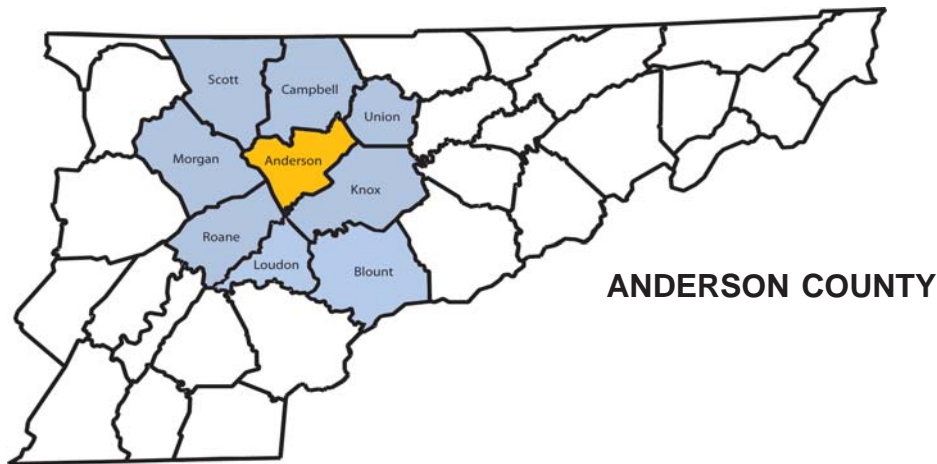 Scott
Campbell
Union
Morgan
Anderson
Knox
Roane
Loudon
Blount
ANDERSON COUNTY